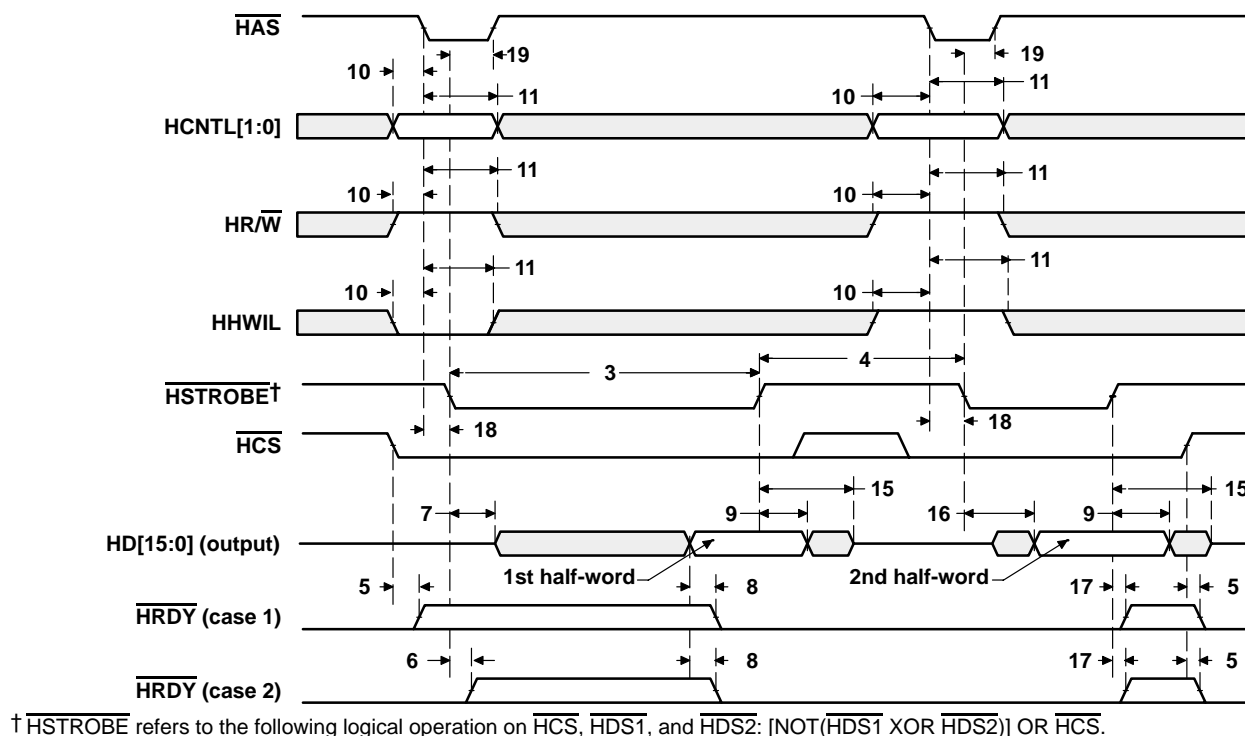 HAS
19 19
10 11
11 10
HCNTL[1:0]
11 11
10 10
HR/W
11 11
10 10
HHWIL
4
3
HSTROBE†
18 18
HCS
15 15
7 9 16 9
HD[15:0] (output)
1st half-word 2nd half-word
5 8 17 5
HRDY (case 1)
6 8 17 5
HRDY (case 2)
† HSTROBE refers to the following logical operation on HCS, HDS1, and HDS2: [NOT(HDS1 XOR HDS2)] OR HCS.